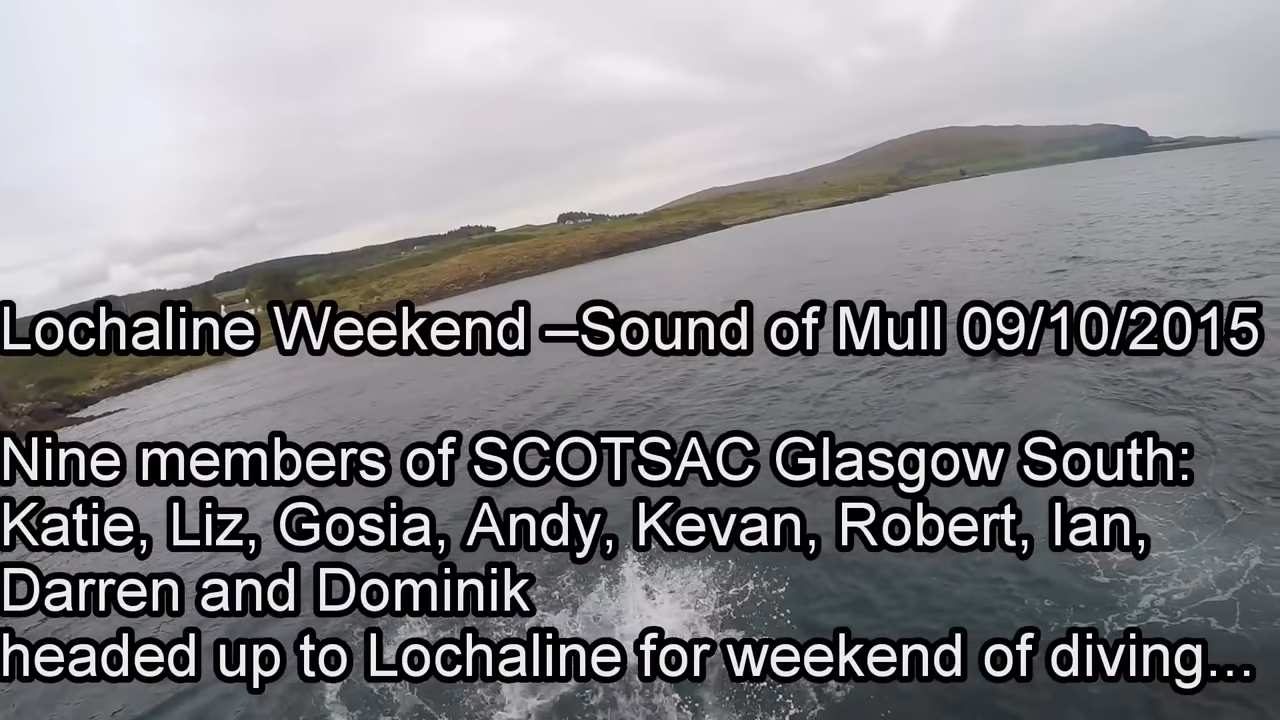 Lochaline Weekend –Sound of Mull 09/10/2015
Nine members of SCOTSAC Glasgow South:
Katie, Liz, Gosia, Andy, Kevan, Robert, Ian,
Darren and Dominik
headed up to Lochaline for weekend of diving...